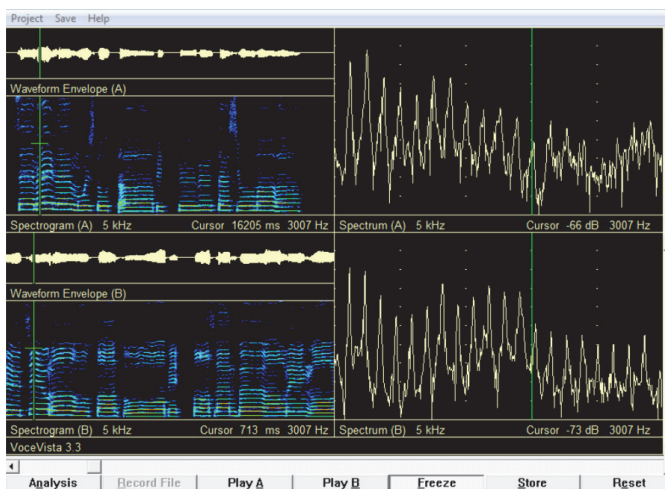 Project Save Help
Waveform Envelope (A)
Spectrogram (A) 5 kHz Cursor 16205 ms 3007 Hz
Spectrum (A) 5 kHz Cursor -66 dB 3007 Hz
Waveform Envelope (B)
Spectrogram (B) 5 kHz Cursor 713 ms 3007 Hz
Spectrum (B) 5 kHz Cursor -73 dB 3007 Hz
VoceVista 3.3
Analysis Record File Play A Play B Freeze Store Reset